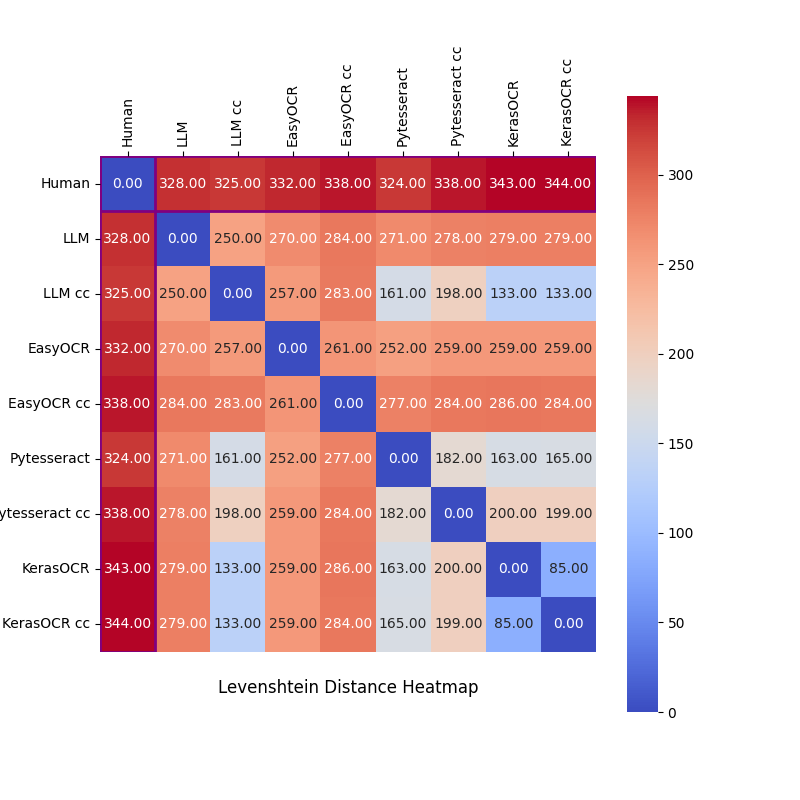 Human LLM LLM cc EasyOCR EasyOCR cc Pytesseract Pytesseract cc KerasOCR KerasOCR cc
Human 0.00 328.00 325.00 332.00 338.00 324.00 338.00 343.00 344.00
LLM 328.00 0.00 250.00 270.00 284.00 271.00 278.00 279.00 279.00
LLM cc 325.00 250.00 0.00 257.00 283.00 161.00 198.00 133.00 133.00
EasyOCR 332.00 270.00 257.00 0.00 261.00 252.00 259.00 259.00 259.00
EasyOCR cc 338.00 284.00 283.00 261.00 0.00 277.00 284.00 286.00 284.00
Pytesseract 324.00 271.00 161.00 252.00 277.00 0.00 182.00 163.00 165.00
ytesseract cc 338.00 278.00 198.00 259.00 284.00 182.00 0.00 200.00 199.00
KerasOCR 343.00 279.00 133.00 259.00 286.00 163.00 200.00 0.00 85.00
KerasOCR cc 344.00 279.00 133.00 259.00 284.00 165.00 199.00 85.00 0.00
Levenshtein Distance Heatmap
300
250
200
150
100
50
0